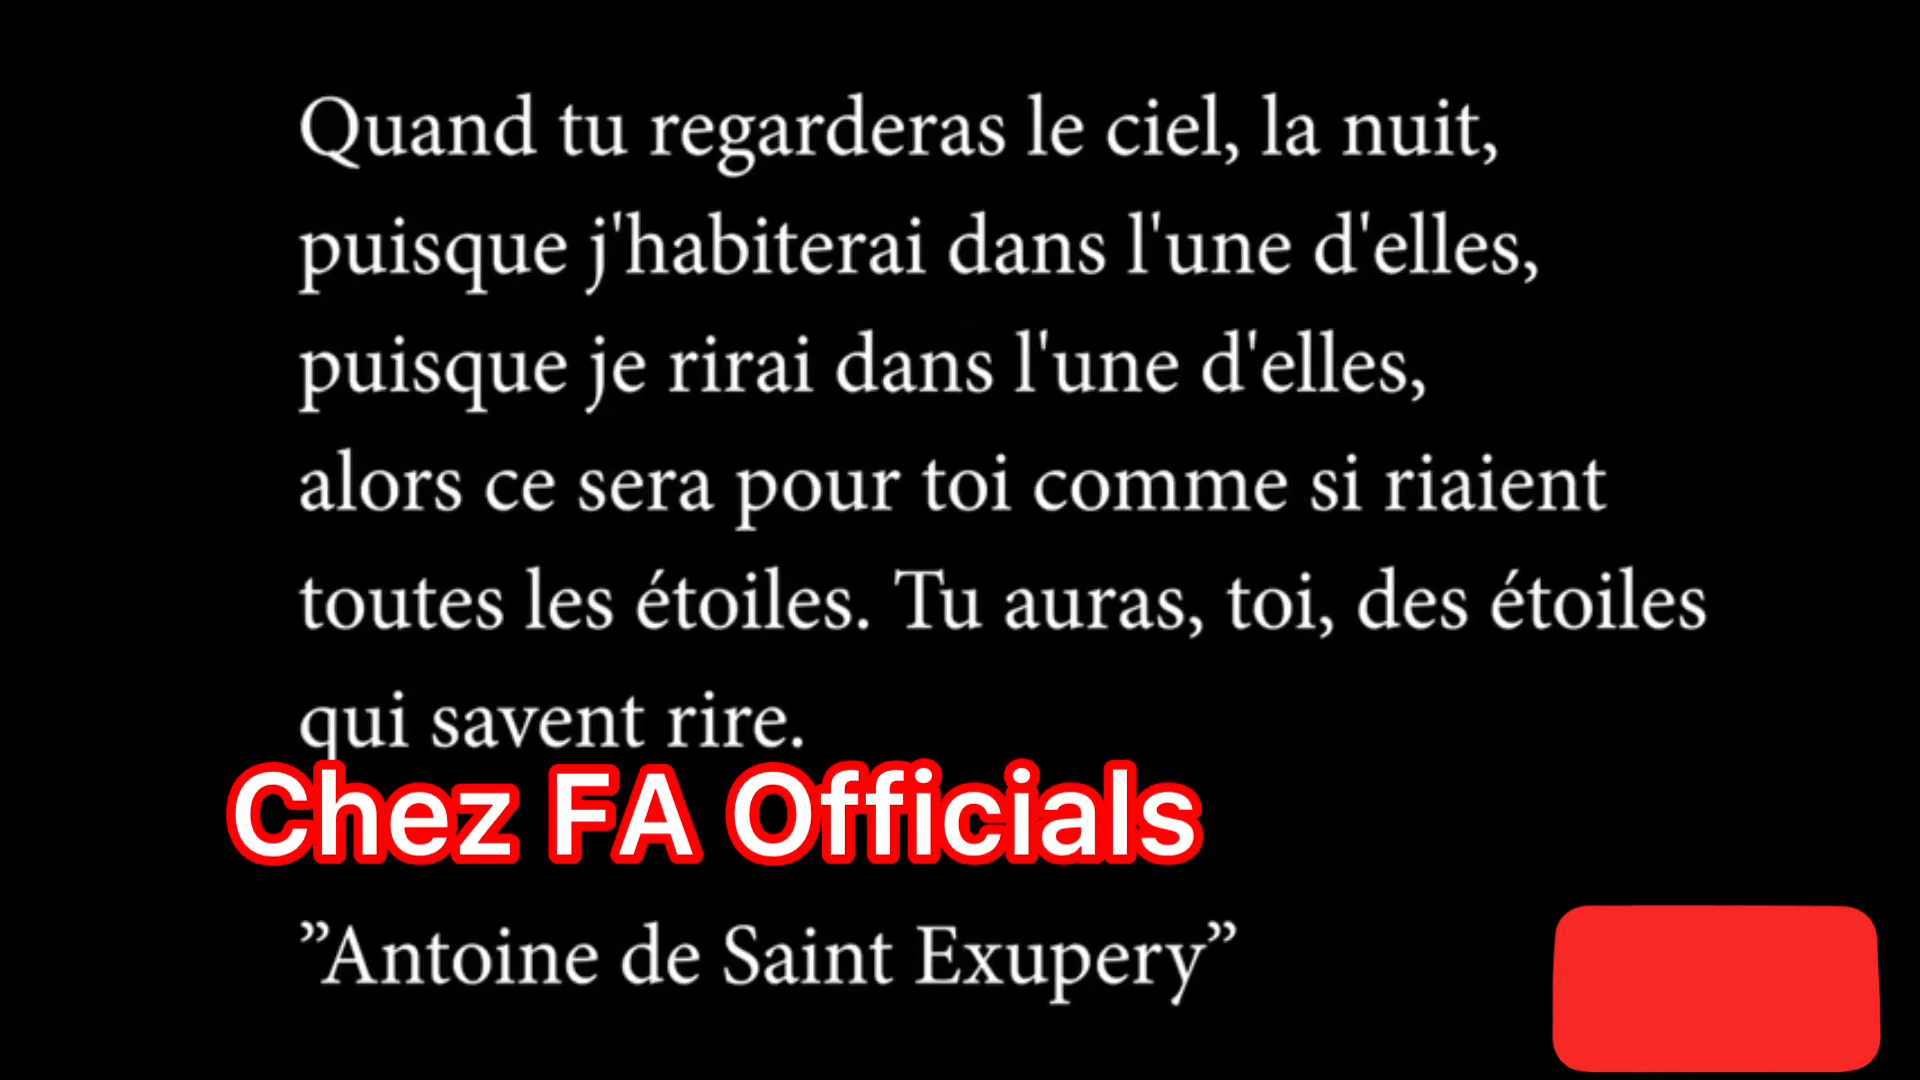 Quand tu regarderas le ciel, la nuit,
puisque j'habiterai dans l'une d'elles,
puisque je rirai dans l'une d'elles,
alors ce sera pour toi comme si riaient
toutes les étoiles. Tu auras, toi, des étoiles
qui savent rire.
Chez FA Officials
”Antoine de Saint Exupery”